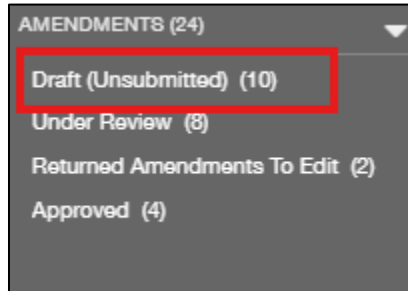 AMENDMENTS (24)
Draft (Unsubmitted) (10)
Under Review (8)
Returned Amendments To Edit (2)
Approved (4)